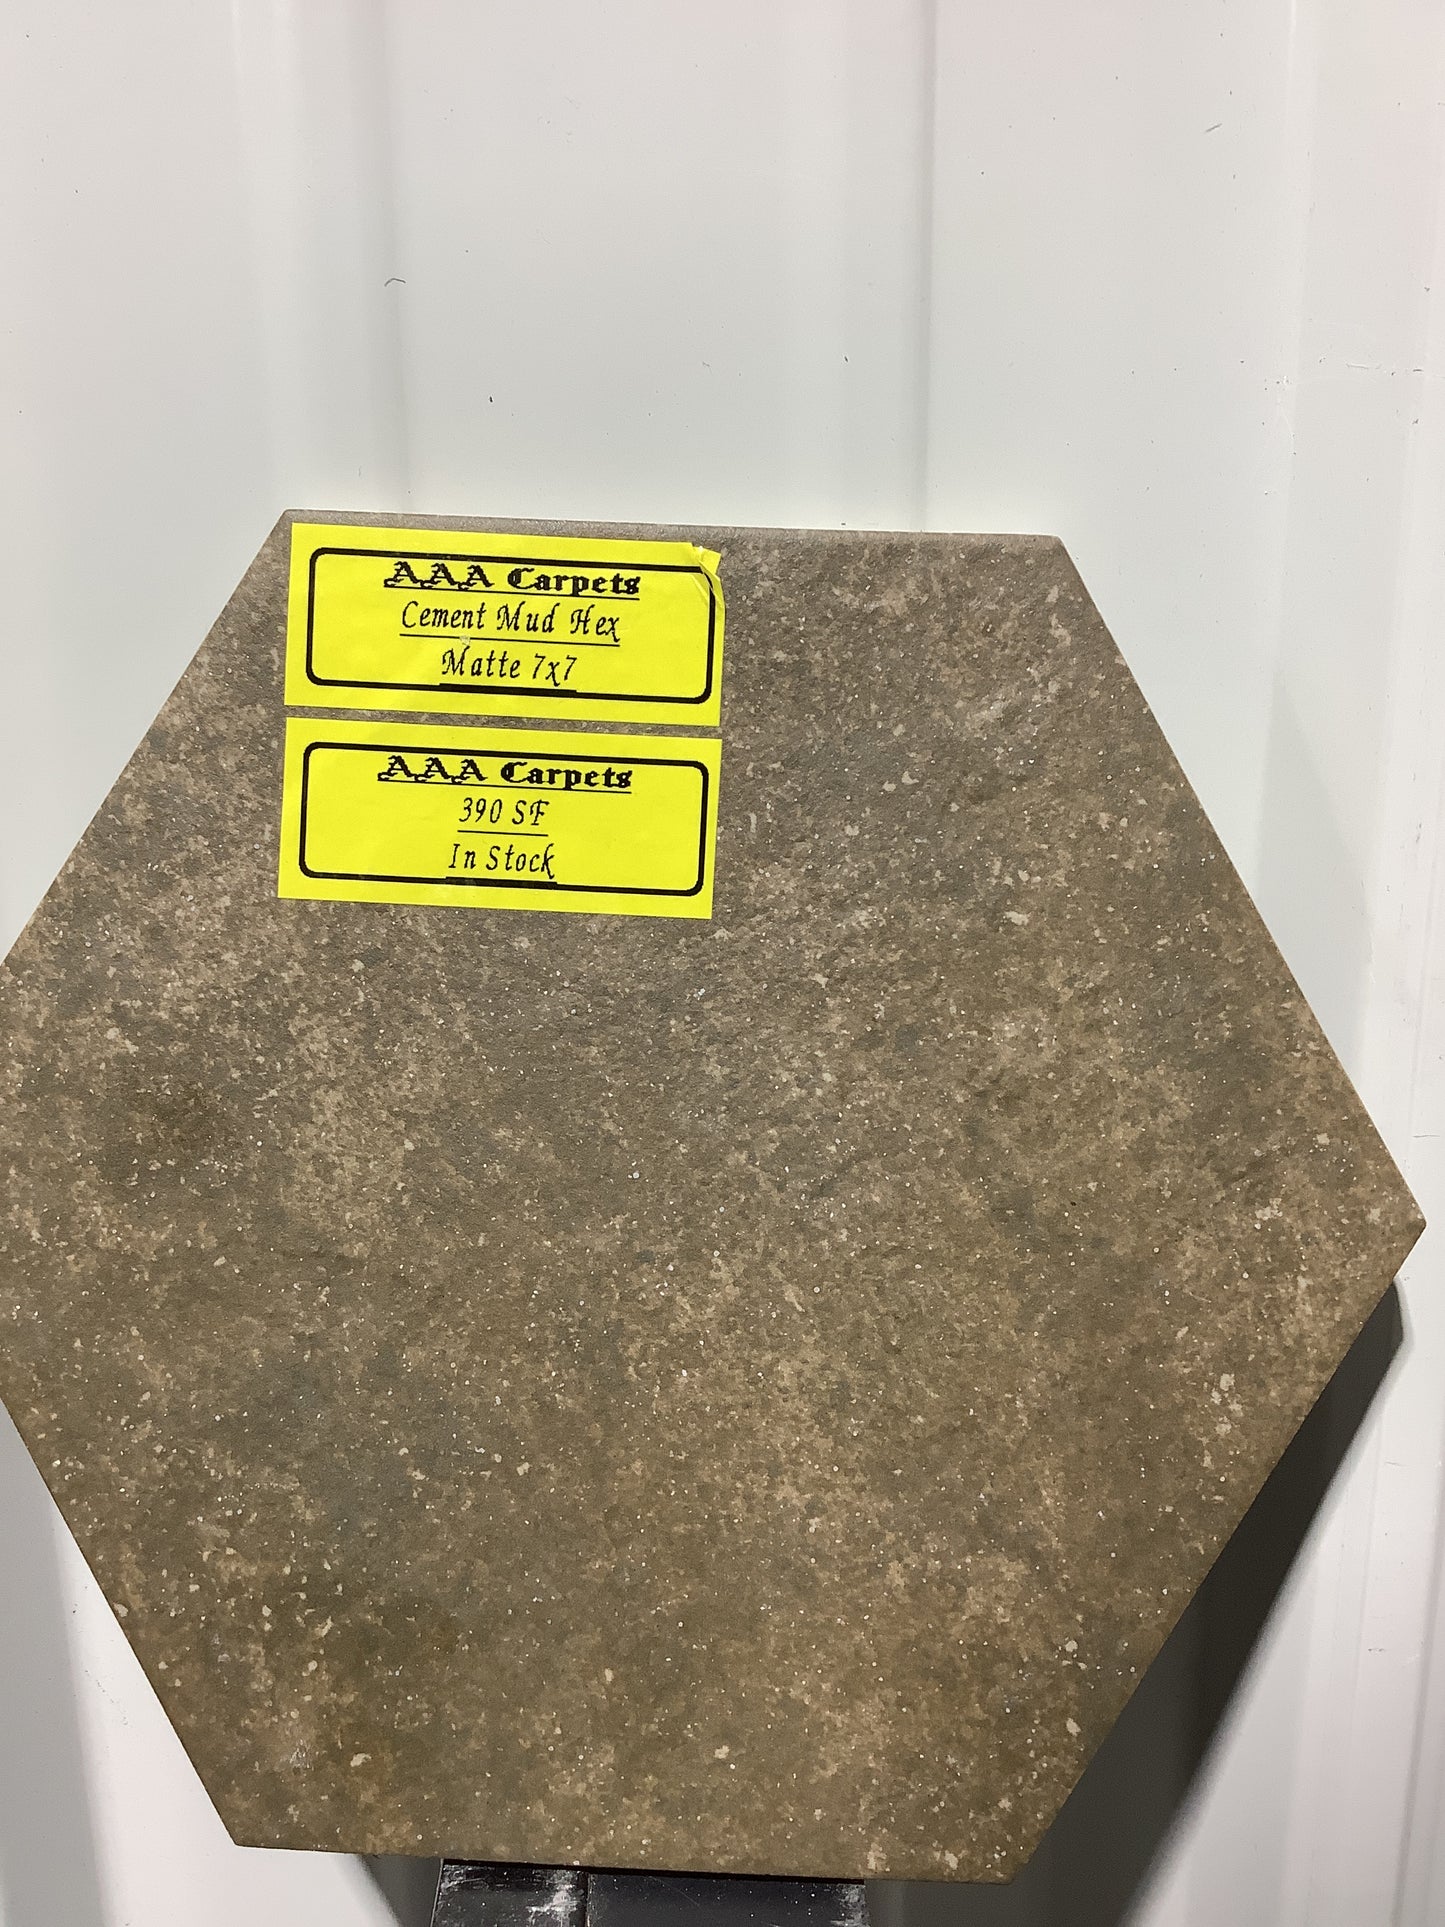 AAA Carpets
Cement Mud Hex
Matte 7x7
AAA Carpets
390 SF
In Stock